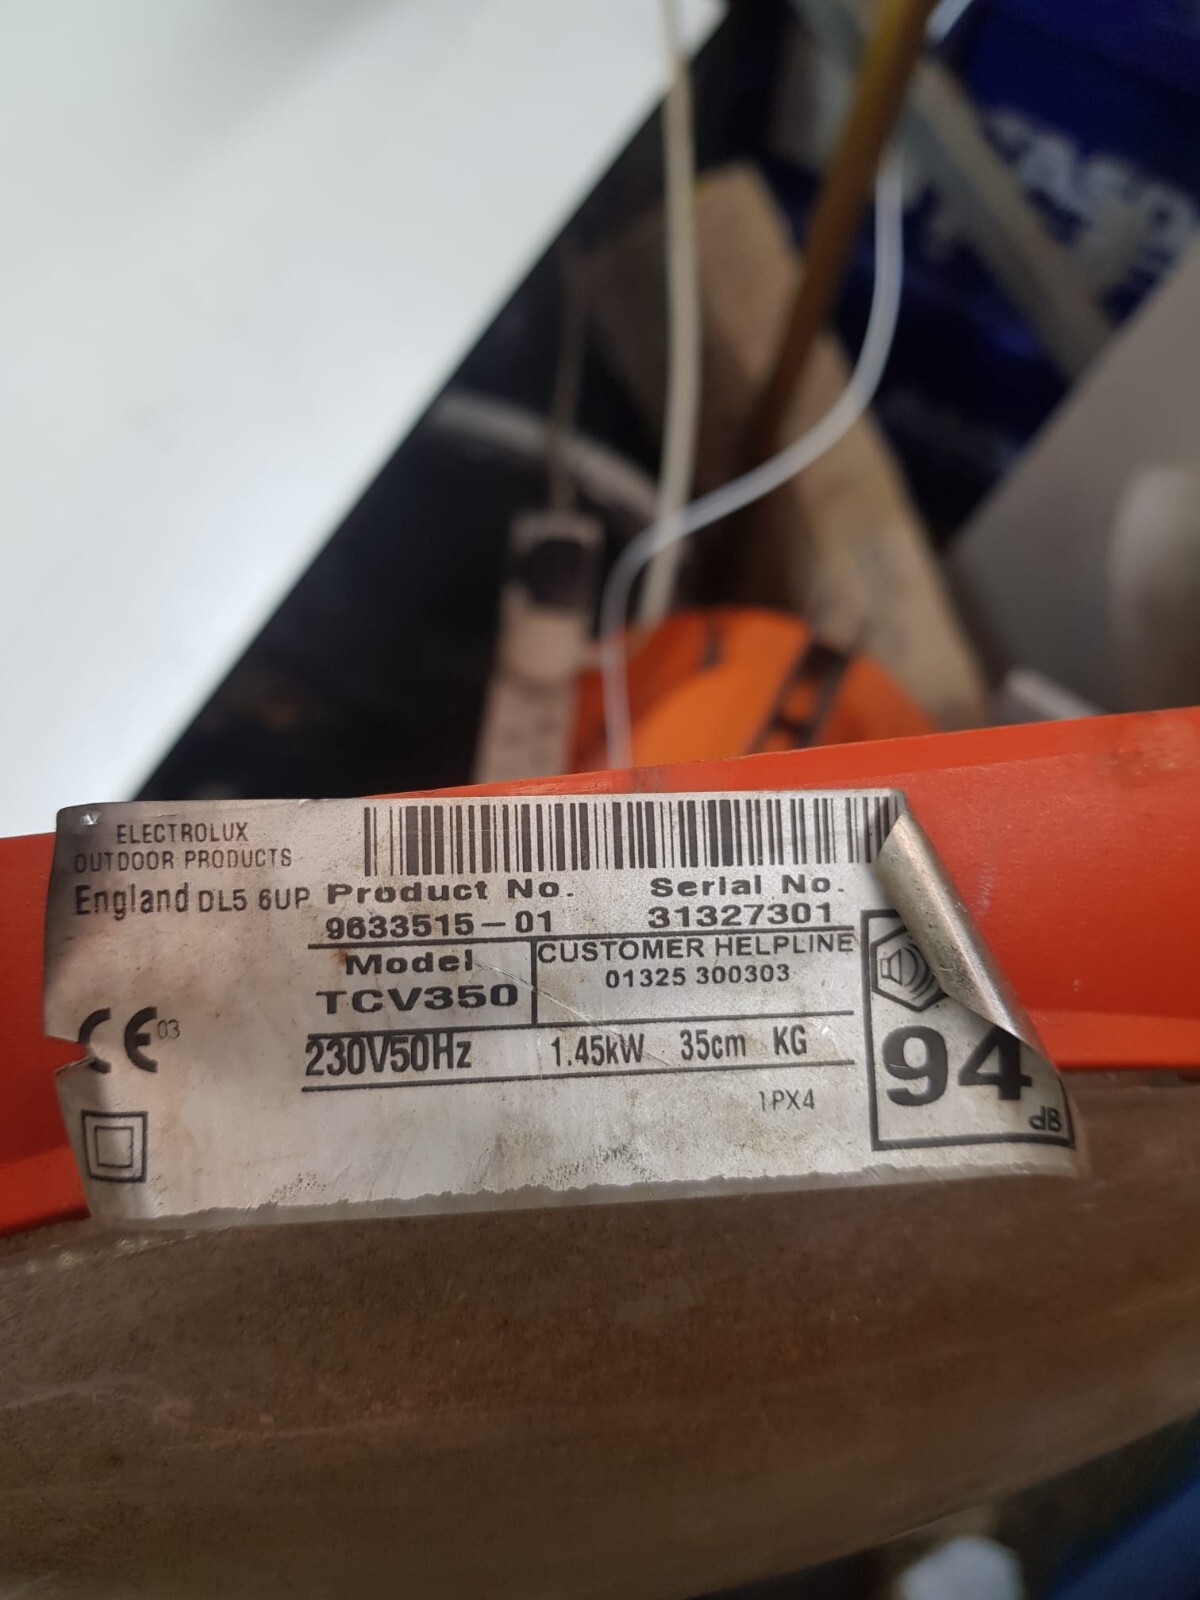 ELECTROLUX
OUTDOOR PRODUCTS
England DL5 6UP
Product No.
9633515-01
Serial No.
31327301
Model
TCV350
CUSTOMER HELPLINE
01325 300303
CE 03
230V50Hz
1.45kW 35cm KG
1PX4
94
dB